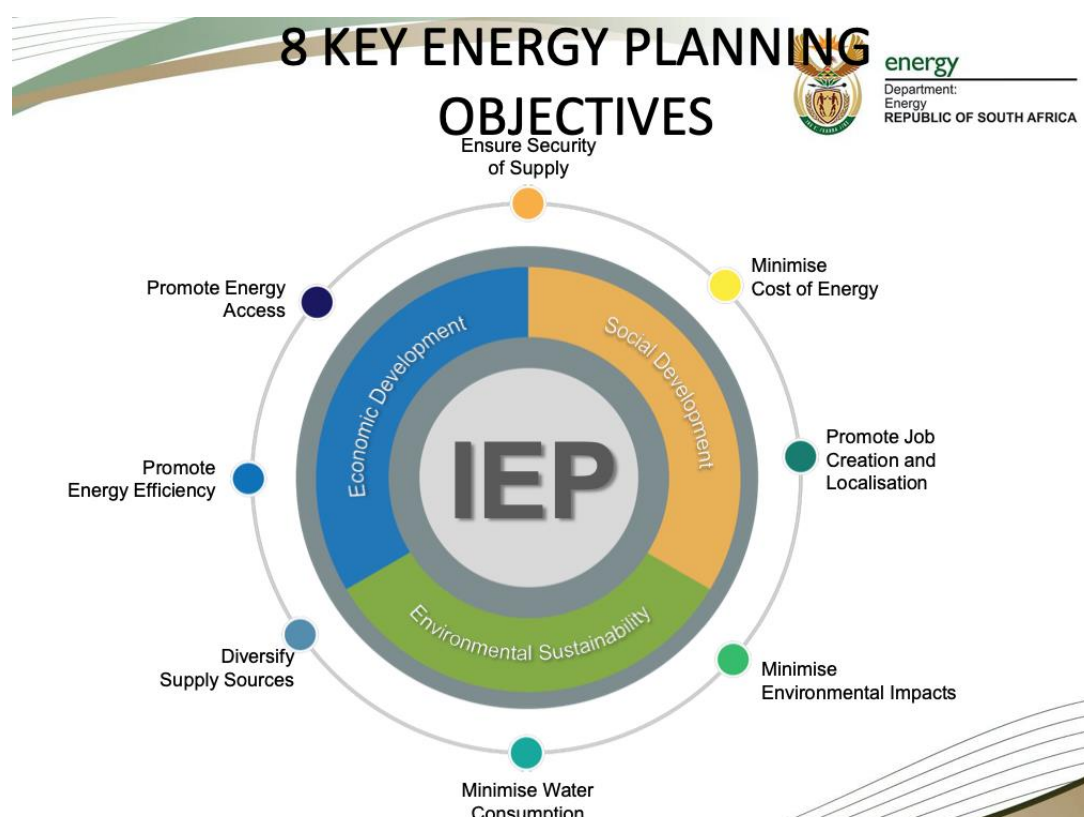 8 KEY ENERGY PLANNING
OBJECTIVES
energy
Department:
Energy
REPUBLIC OF SOUTH AFRICA
Ensure Security
of Supply
Minimise
Cost of Energy
Promote Job
Creation and
Localisation
Minimise
Environmental Impacts
Minimise Water
Consumption
Diversify
Supply Sources
Promote
Energy Efficiency
Promote Energy
Access
Economic Development
Social Development
Environmental Sustainability
IEP